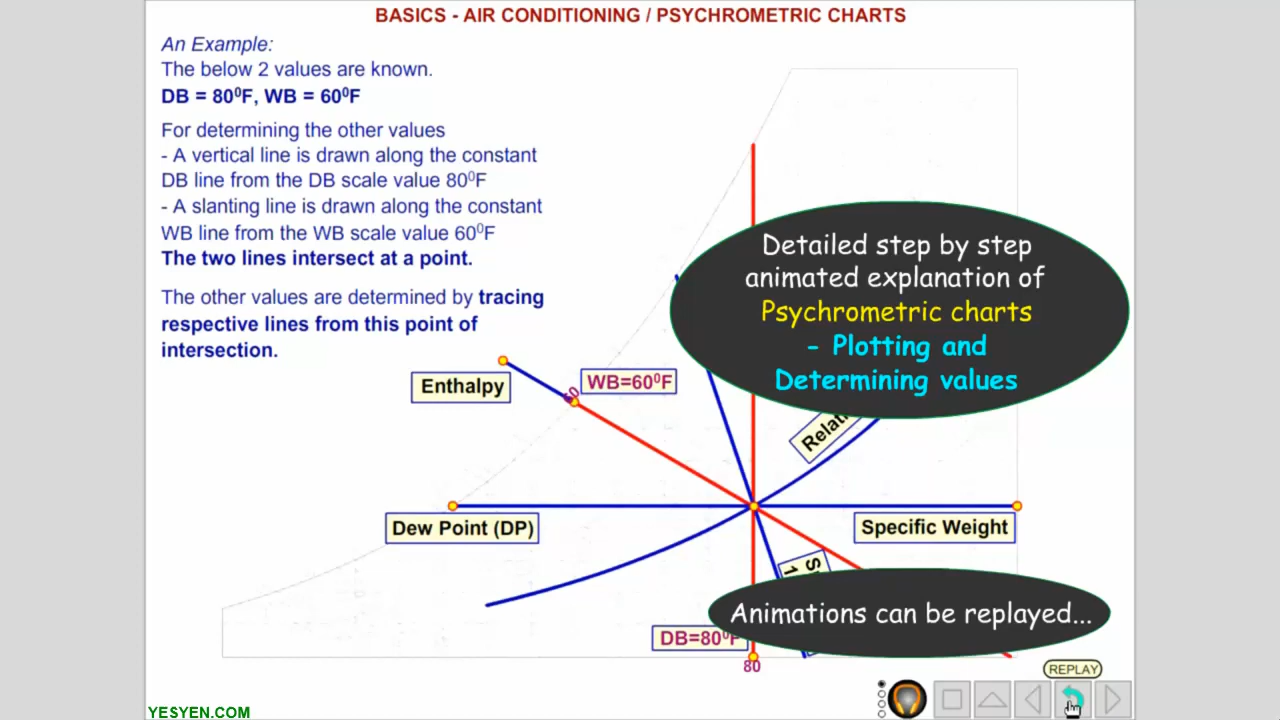 BASICS - AIR CONDITIONING / PSYCHROMETRIC CHARTS
An Example:
The below 2 values are known.
DB = 80⁰F, WB = 60⁰F
For determining the other values
- A vertical line is drawn along the constant
DB line from the DB scale value 80⁰F
- A slanting line is drawn along the constant
WB line from the WB scale value 60⁰F
The two lines intersect at a point.
The other values are determined by tracing
respective lines from this point of
intersection.
Detailed step by step
animated explanation of
Psychrometric charts
- Plotting and
Determining values
Enthalpy
60
WB=60⁰F
Dew Point (DP)
Specific Weight
Animations can be replayed...
DB=80⁰F
80
REPLAY
YESYEN.COM